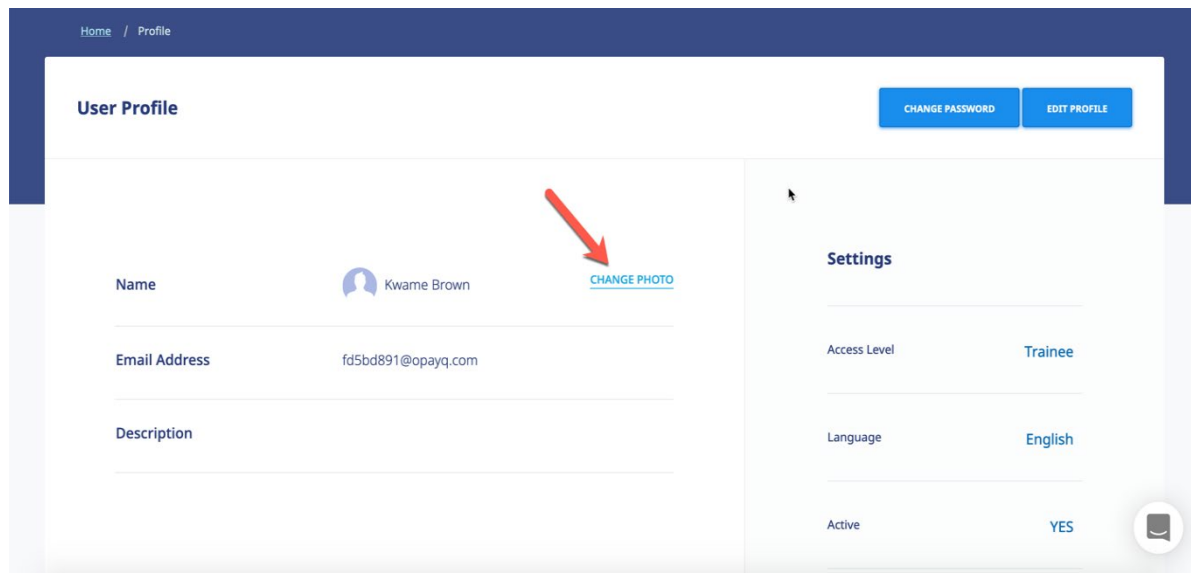 Home / Profile
User Profile
CHANGE PASSWORD
EDIT PROFILE
Name
Kwame Brown
CHANGE PHOTO
Email Address
fd5bd891@opayq.com
Description
Settings
Access Level
Trainee
Language
English
Active
YES